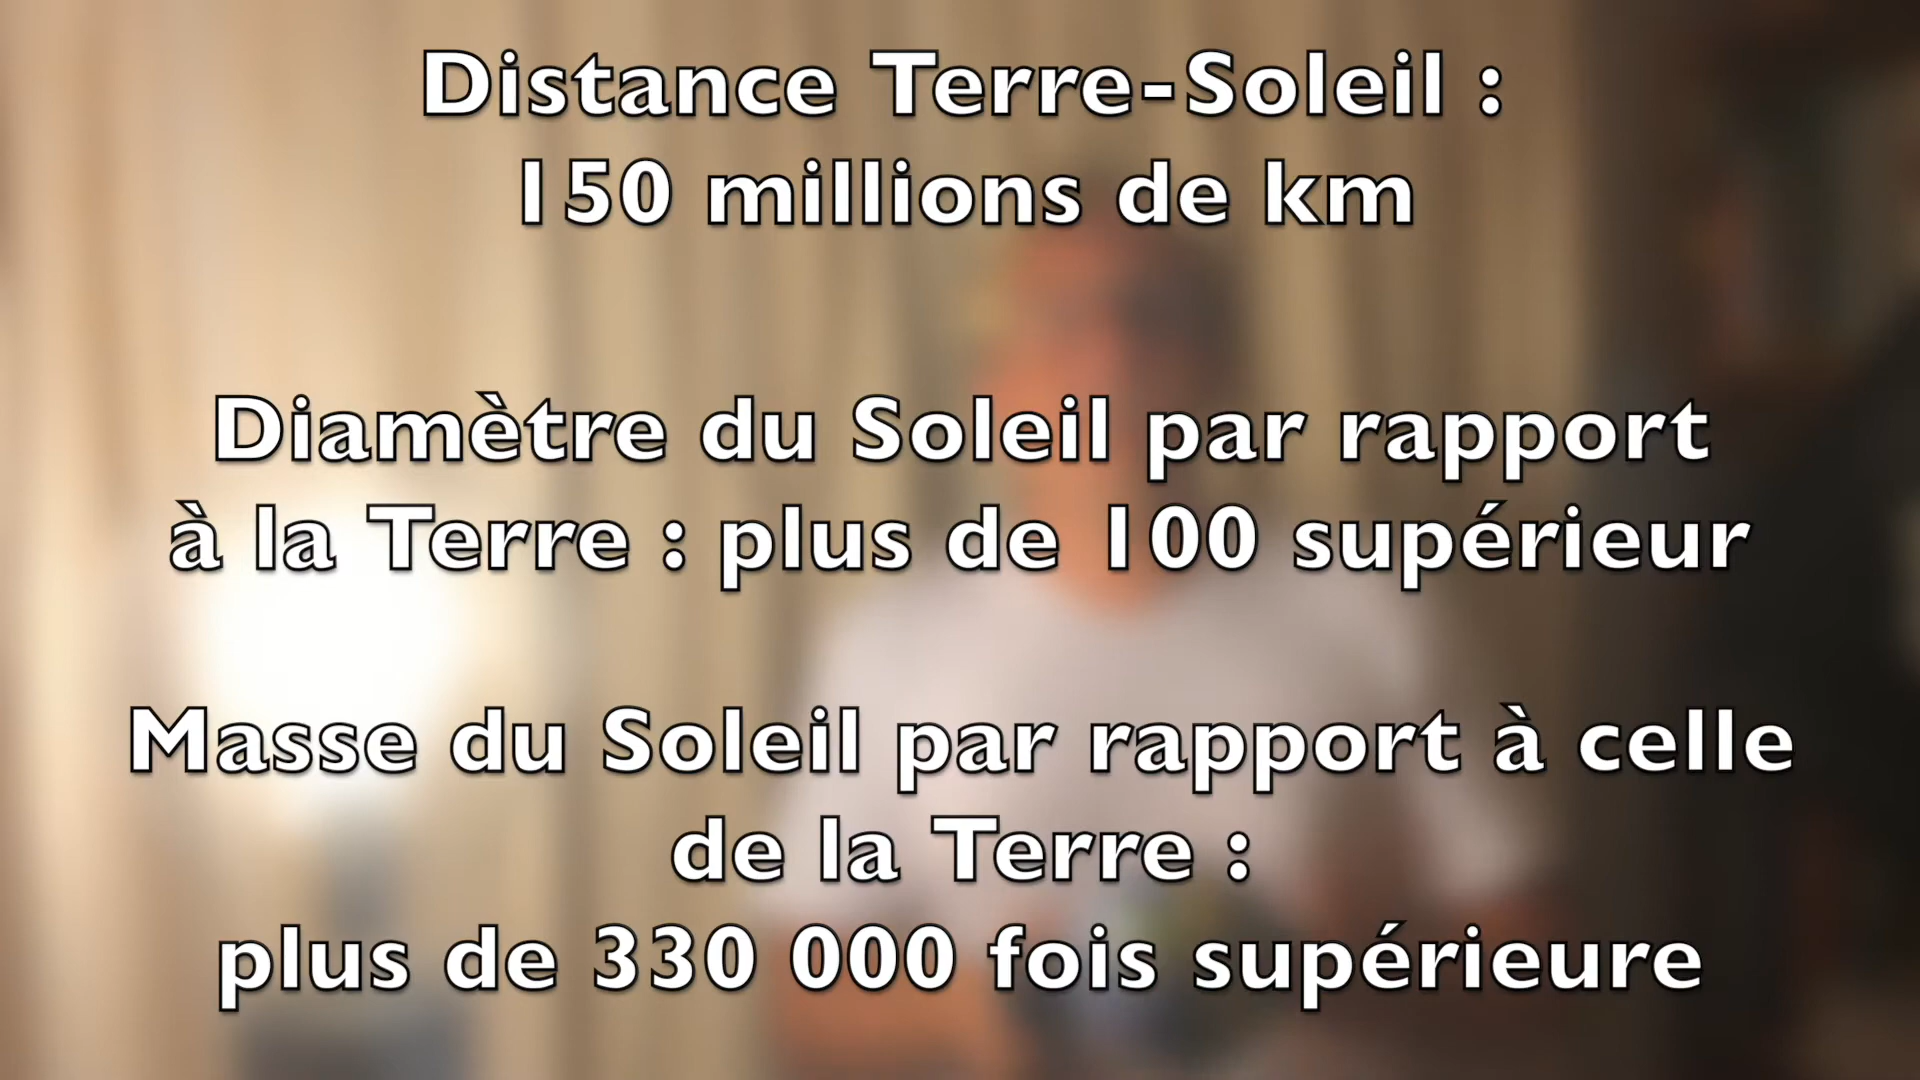 Distance Terre-Soleil :
150 millions de km
Diamètre du Soleil par rapport
à la Terre : plus de 100 supérieur
Masse du Soleil par rapport à celle
de la Terre :
plus de 330 000 fois supérieure